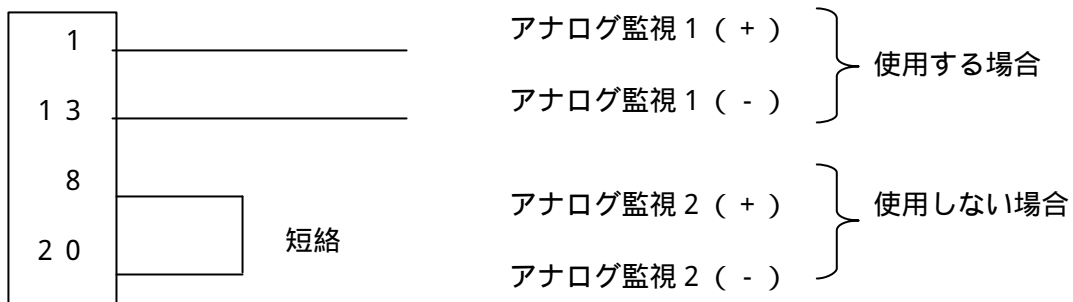 1 アナログ監視1 ( + )
使用する場合
13 アナログ監視1 ( - )
8 アナログ監視2 ( + )
使用しない場合
短絡
20 アナログ監視2 ( - )